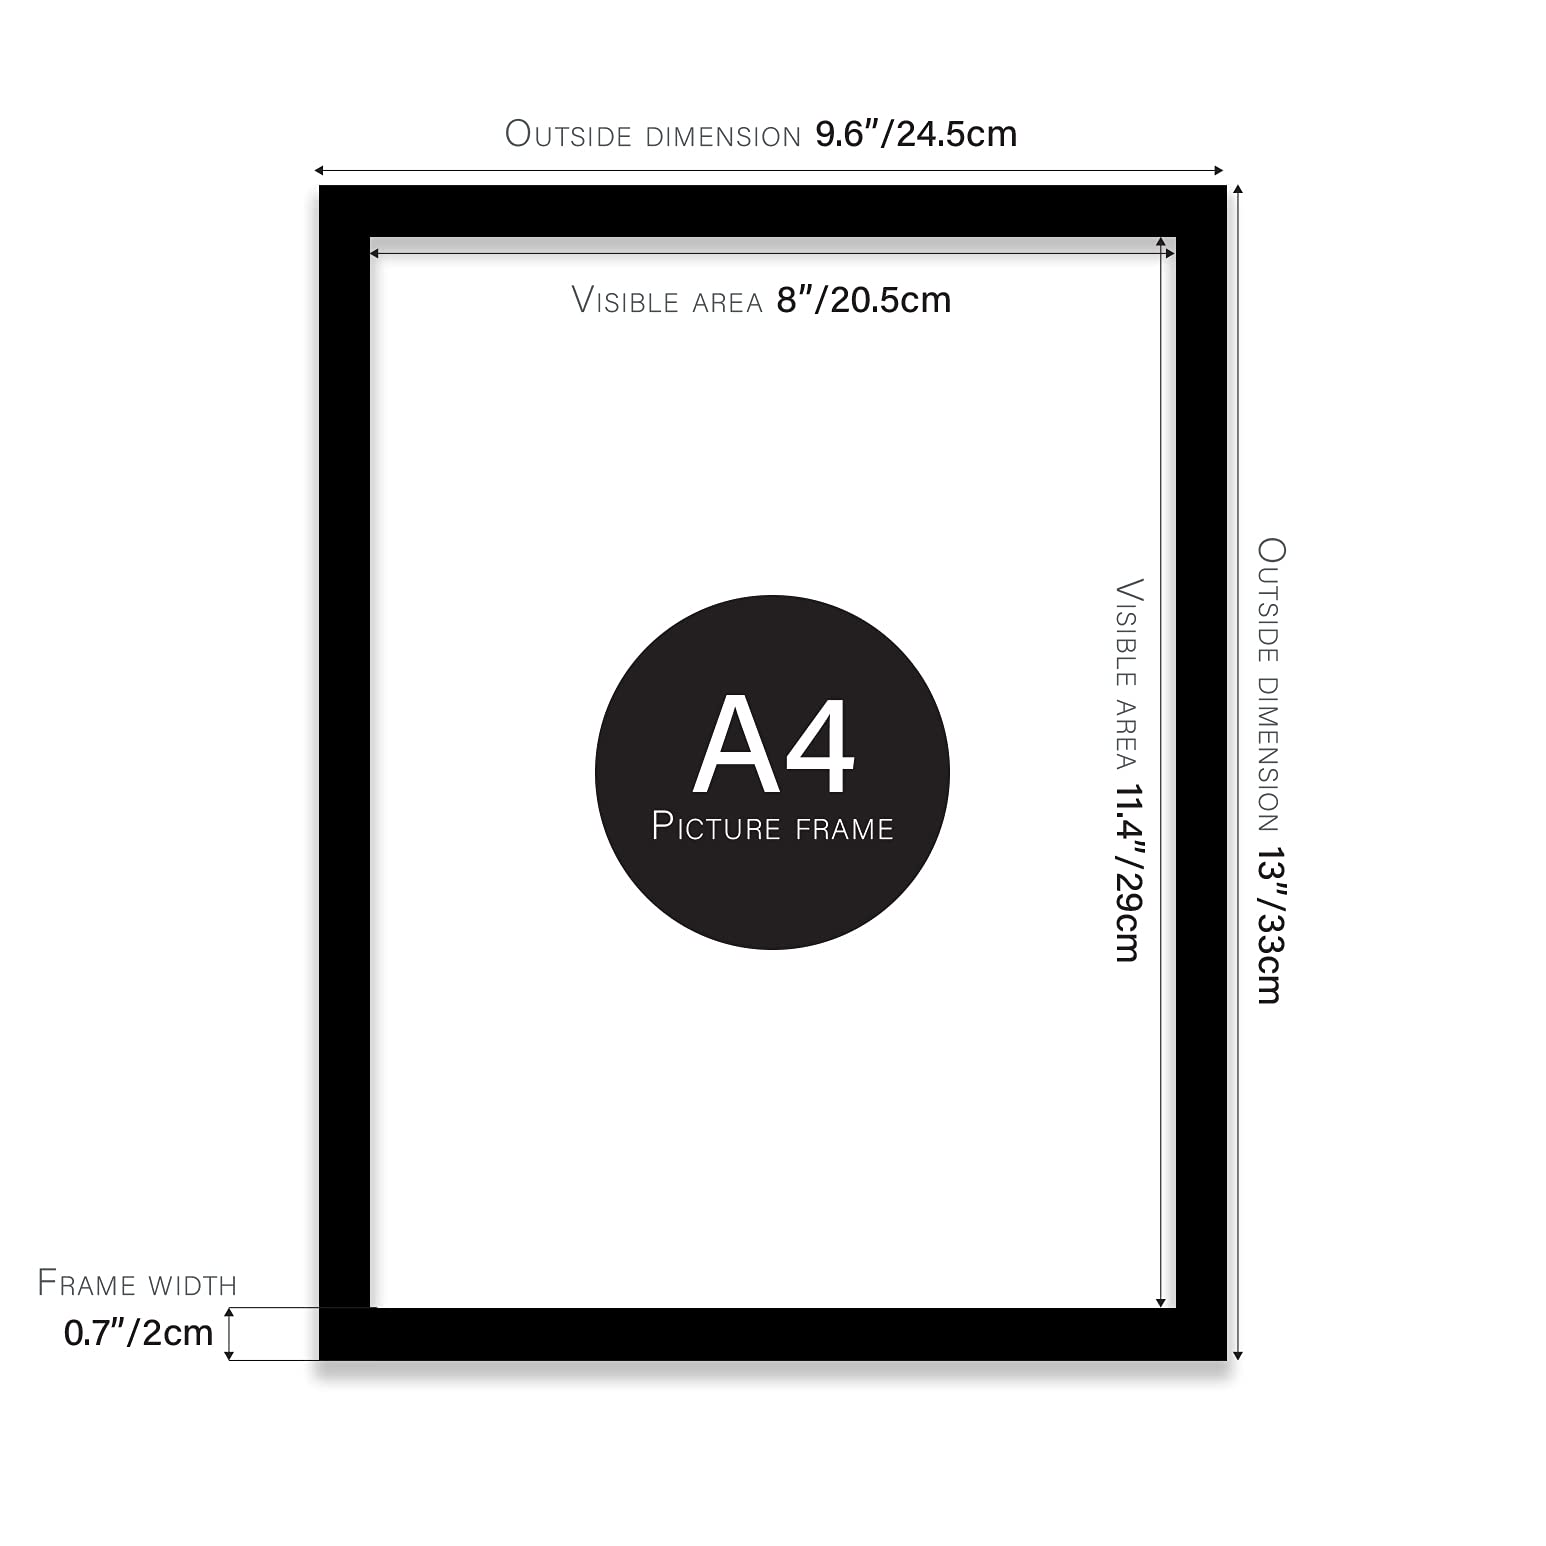 Outside dimension 9.6"/24.5cm
Visible area 8"/20.5cm
Visible area 11.4"/29cm
Outside dimension 13"/33cm
A4
Picture frame
Frame width
0.7"/2cm